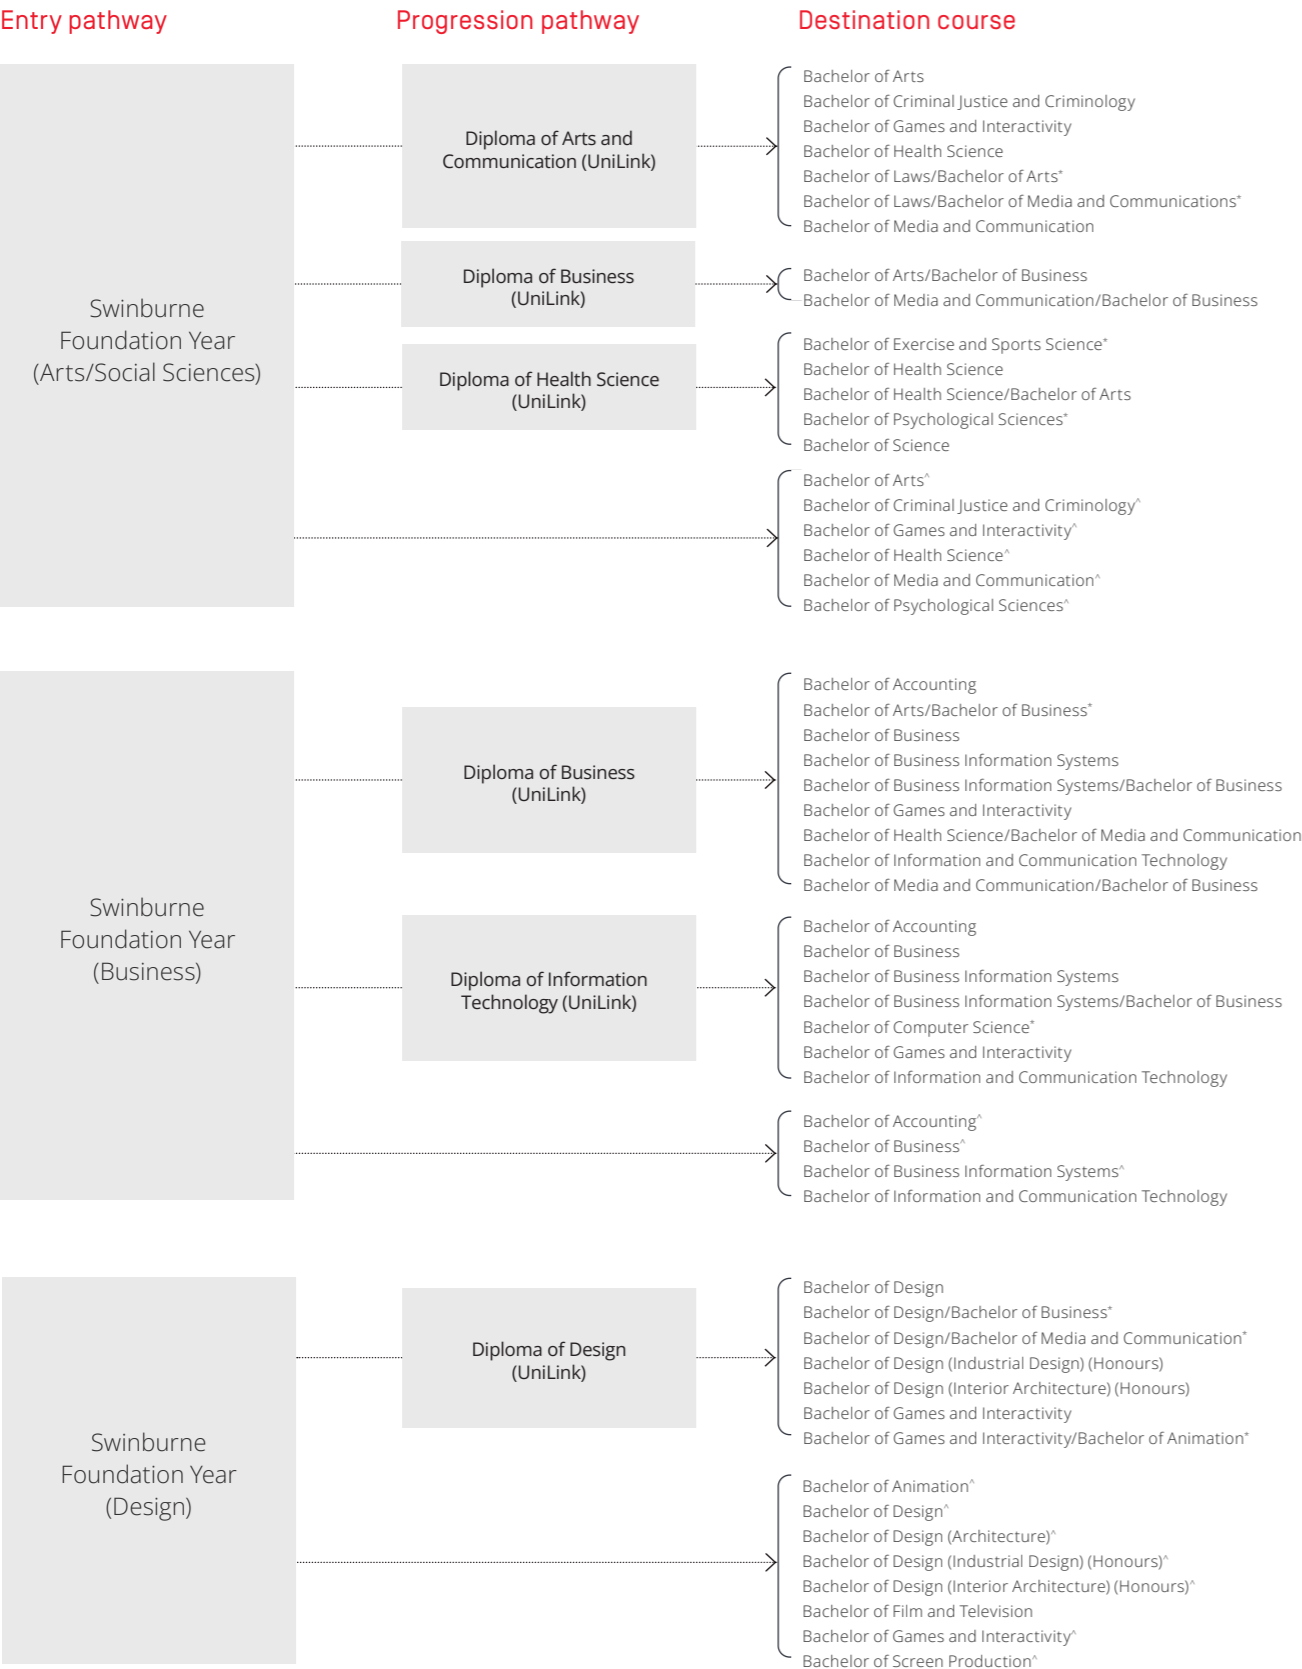 Entry pathway
Progression pathway
Destination course
Swinburne
Foundation Year
(Arts/Social Sciences)
Diploma of Arts and
Communication (UniLink)
Bachelor of Arts
Bachelor of Criminal Justice and Criminology
Bachelor of Games and Interactivity
Bachelor of Health Science
Bachelor of Laws/Bachelor of Arts*
Bachelor of Laws/Bachelor of Media and Communications*
Bachelor of Media and Communication
Diploma of Business
(UniLink)
Bachelor of Arts/Bachelor of Business
Bachelor of Media and Communication/Bachelor of Business
Diploma of Health Science
(UniLink)
Bachelor of Exercise and Sports Science*
Bachelor of Health Science
Bachelor of Health Science/Bachelor of Arts
Bachelor of Psychological Sciences*
Bachelor of Science
Bachelor of Arts^
Bachelor of Criminal Justice and Criminology^
Bachelor of Games and Interactivity^
Bachelor of Health Science^
Bachelor of Media and Communication^
Bachelor of Psychological Sciences^
Swinburne
Foundation Year
(Business)
Diploma of Business
(UniLink)
Bachelor of Accounting
Bachelor of Arts/Bachelor of Business*
Bachelor of Business
Bachelor of Business Information Systems
Bachelor of Business Information Systems/Bachelor of Business
Bachelor of Games and Interactivity
Bachelor of Health Science/Bachelor of Media and Communication
Bachelor of Information and Communication Technology
Bachelor of Media and Communication/Bachelor of Business
Diploma of Information
Technology (UniLink)
Bachelor of Accounting
Bachelor of Business
Bachelor of Business Information Systems
Bachelor of Business Information Systems/Bachelor of Business
Bachelor of Computer Science*
Bachelor of Games and Interactivity
Bachelor of Information and Communication Technology
Bachelor of Accounting^
Bachelor of Business^
Bachelor of Business Information Systems^
Bachelor of Information and Communication Technology
Swinburne
Foundation Year
(Design)
Diploma of Design
(UniLink)
Bachelor of Design
Bachelor of Design/Bachelor of Business*
Bachelor of Design/Bachelor of Media and Communication*
Bachelor of Design (Industrial Design) (Honours)
Bachelor of Design (Interior Architecture) (Honours)
Bachelor of Games and Interactivity
Bachelor of Games and Interactivity/Bachelor of Animation*
Bachelor of Animation^
Bachelor of Design^
Bachelor of Design (Architecture)^
Bachelor of Design (Industrial Design) (Honours)^
Bachelor of Design (Interior Architecture) (Honours)^
Bachelor of Film and Television
Bachelor of Games and Interactivity^
Bachelor of Screen Production^